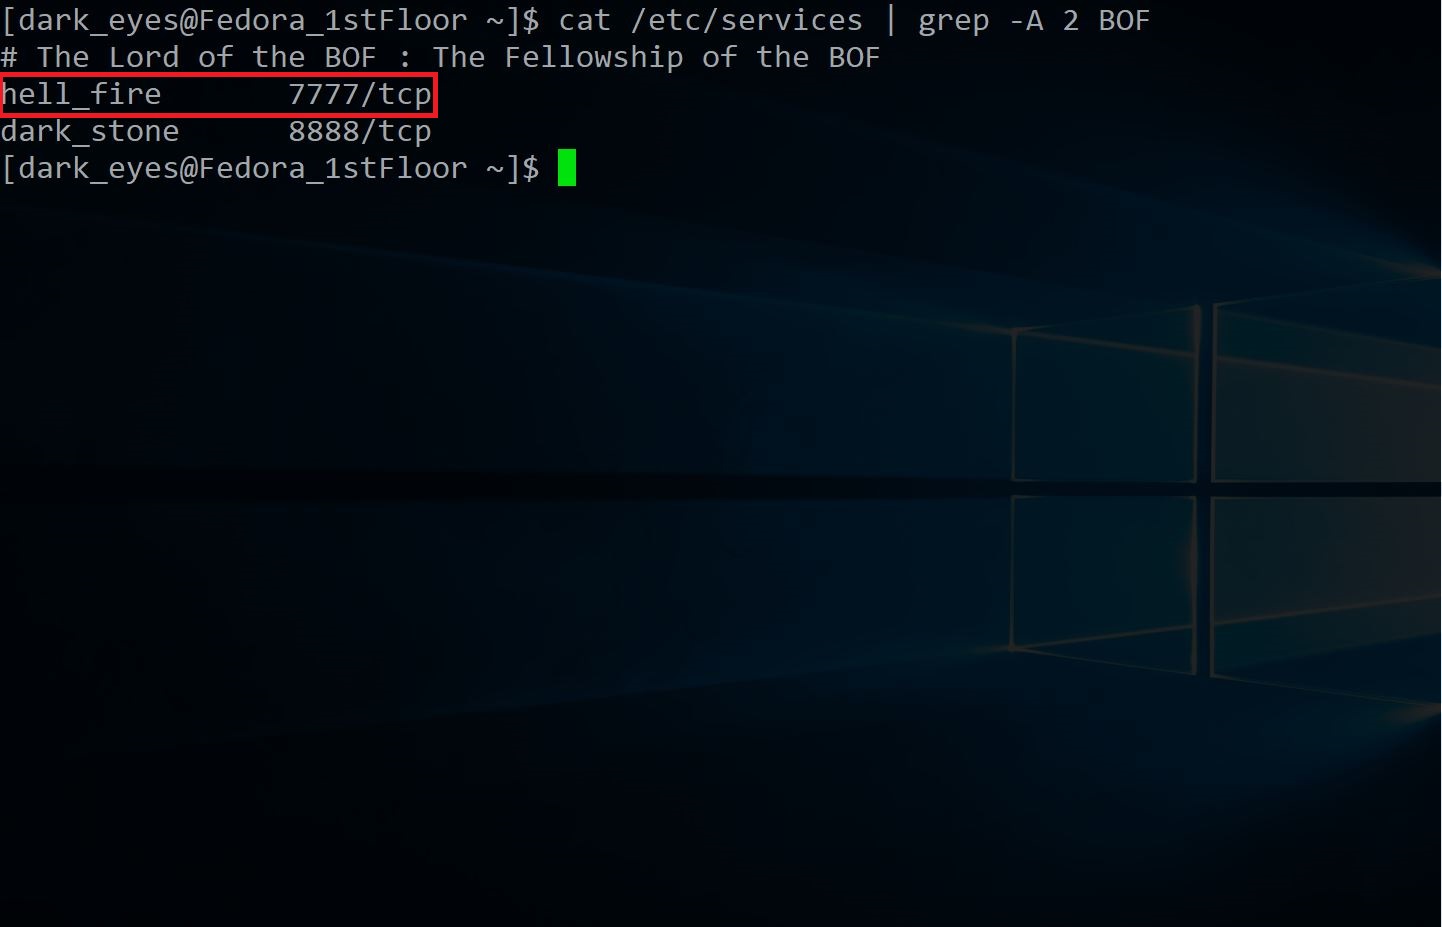 [dark_eyes@Fedora_1stFloor ~]$ cat /etc/services | grep -A 2 BOF
# The Lord of the BOF : The Fellowship of the BOF
hell_fire       7777/tcp
dark_stone      8888/tcp
[dark_eyes@Fedora_1stFloor ~]$